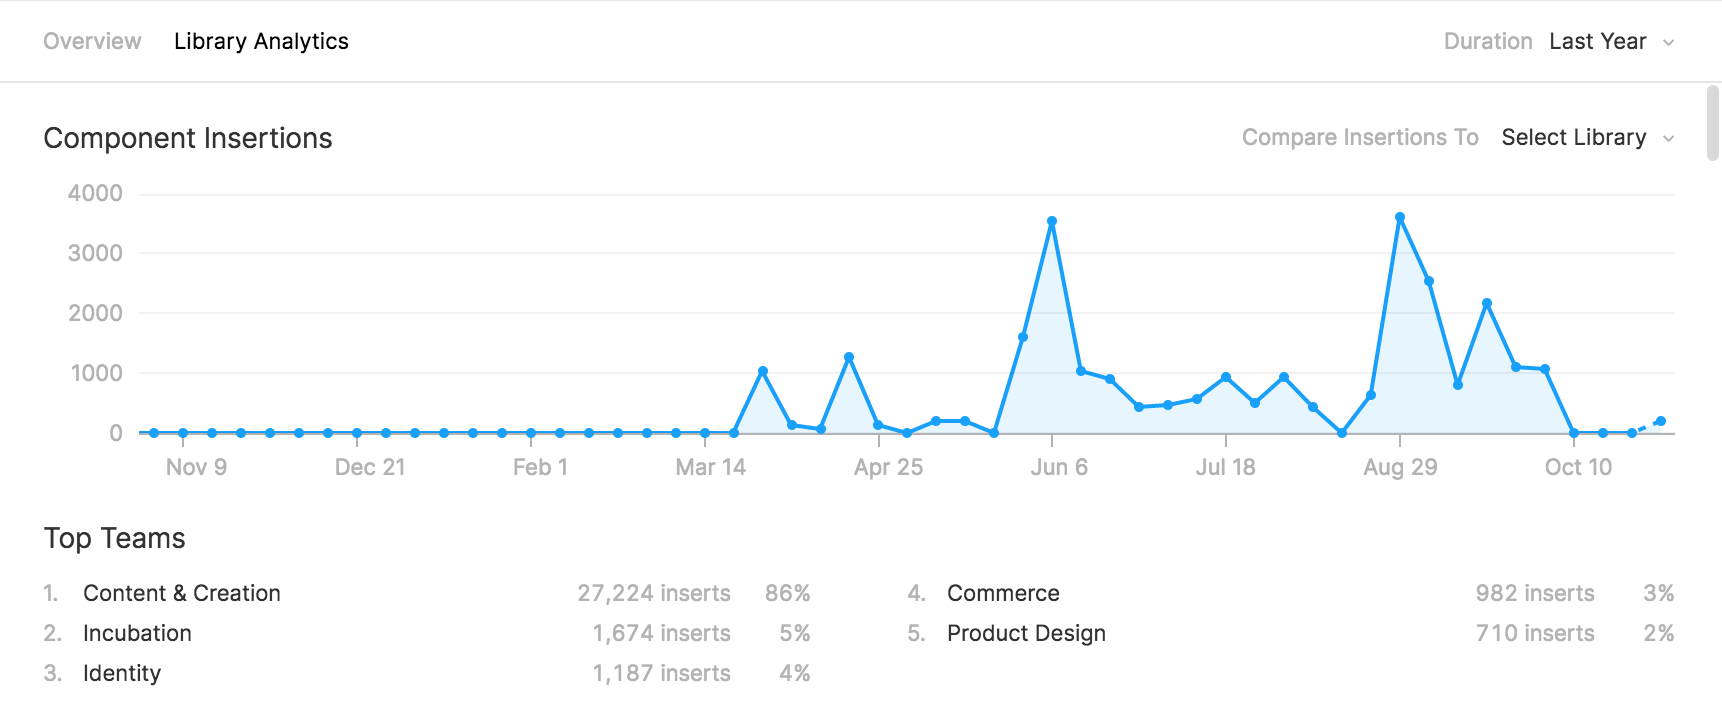 Overview Library Analytics Duration Last Year
Component Insertions Compare Insertions To Select Library
4000
3000
2000
1000
0
Nov 9 Dec 21 Feb 1 Mar 14 Apr 25 Jun 6 Jul 18 Aug 29 Oct 10
Top Teams
1. Content & Creation 27,224 inserts 86%
2. Incubation 1,674 inserts 5%
3. Identity 1,187 inserts 4%
4. Commerce 982 inserts 3%
5. Product Design 710 inserts 2%